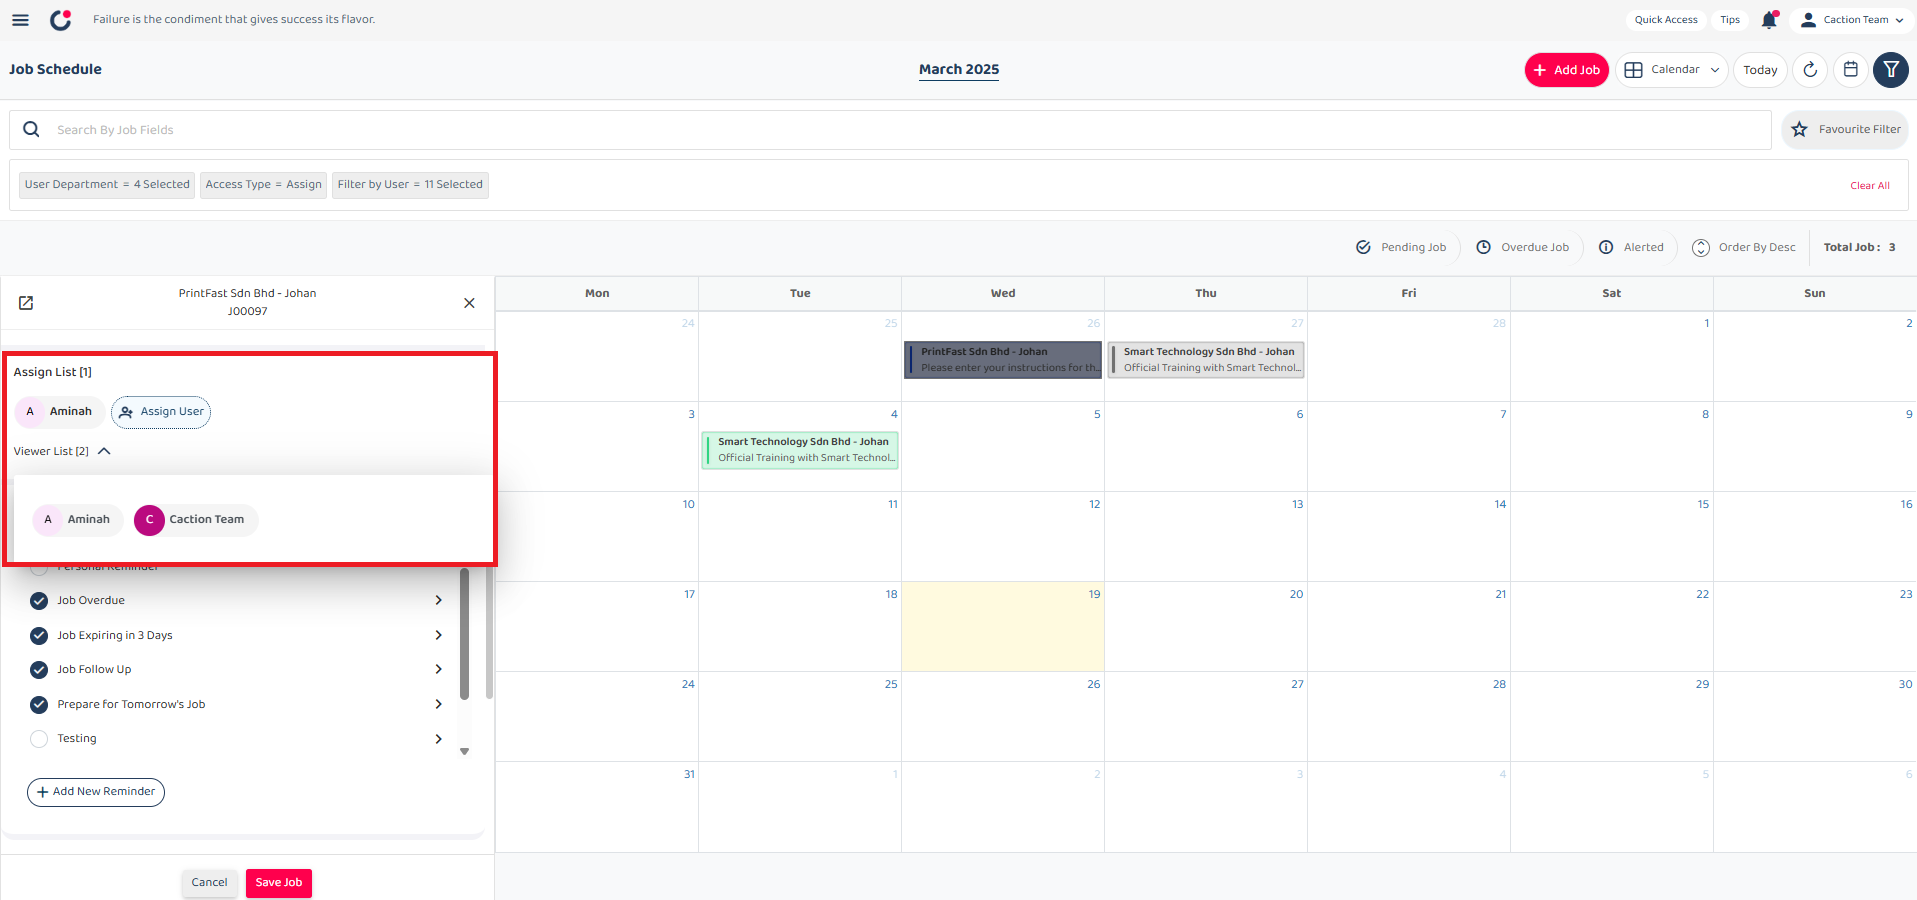 Failure is the condiment that gives success its flavor.
Quick Access
Tips
Caction Team
Job Schedule
March 2025
+ Add Job
Calendar
Today
Search By Job Fields
Favourite Filter
User Department = 4 Selected
Access Type = Assign
Filter by User = 11 Selected
Clear All
Pending Job
Overdue Job
Alerted
Order By Desc
Total Job : 3
PrintFast Sdn Bhd - Johan
J00097
Assign List [1]
A Aminah
Assign User
Viewer List [2]
A Aminah
C Caction Team
Personal Reminder
Job Overdue
Job Expiring in 3 Days
Job Follow Up
Prepare for Tomorrow's Job
Testing
+ Add New Reminder
Cancel
Save Job
Mon Tue Wed Thu Fri Sat Sun
24 25 26 27 28 1 2
PrintFast Sdn Bhd - Johan
Please enter your instructions for th...
Smart Technology Sdn Bhd - Johan
Official Training with Smart Technol...
3 4 5 6 7 8 9
Smart Technology Sdn Bhd - Johan
Official Training with Smart Technol...
10 11 12 13 14 15 16
17 18 19 20 21 22 23
24 25 26 27 28 29 30
31 1 2 3 4 5 6